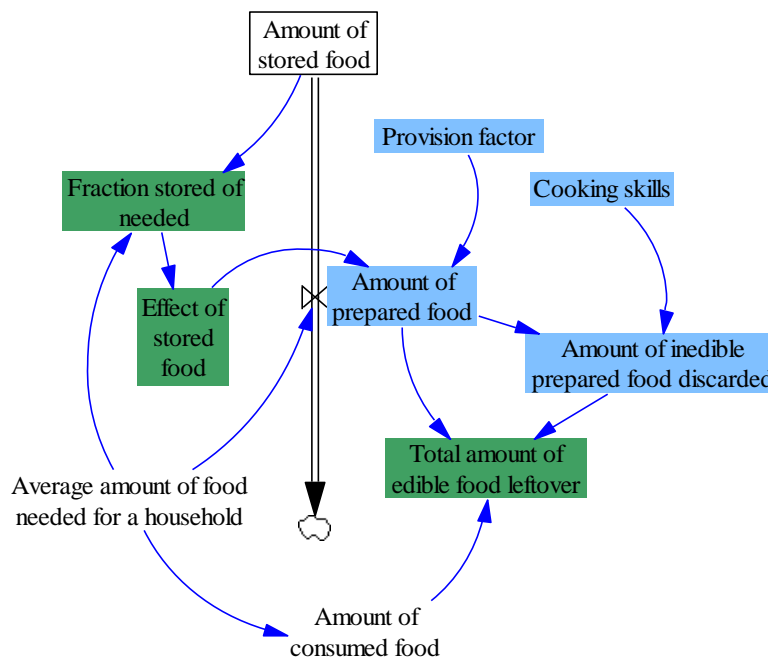 Amount of
stored food
Provision factor
Fraction stored of
needed
Cooking skills
Effect of
stored
food
Amount of
prepared food
Amount of inedible
prepared food discarded
Total amount of
edible food leftover
Average amount of food
needed for a household
Amount of
consumed food